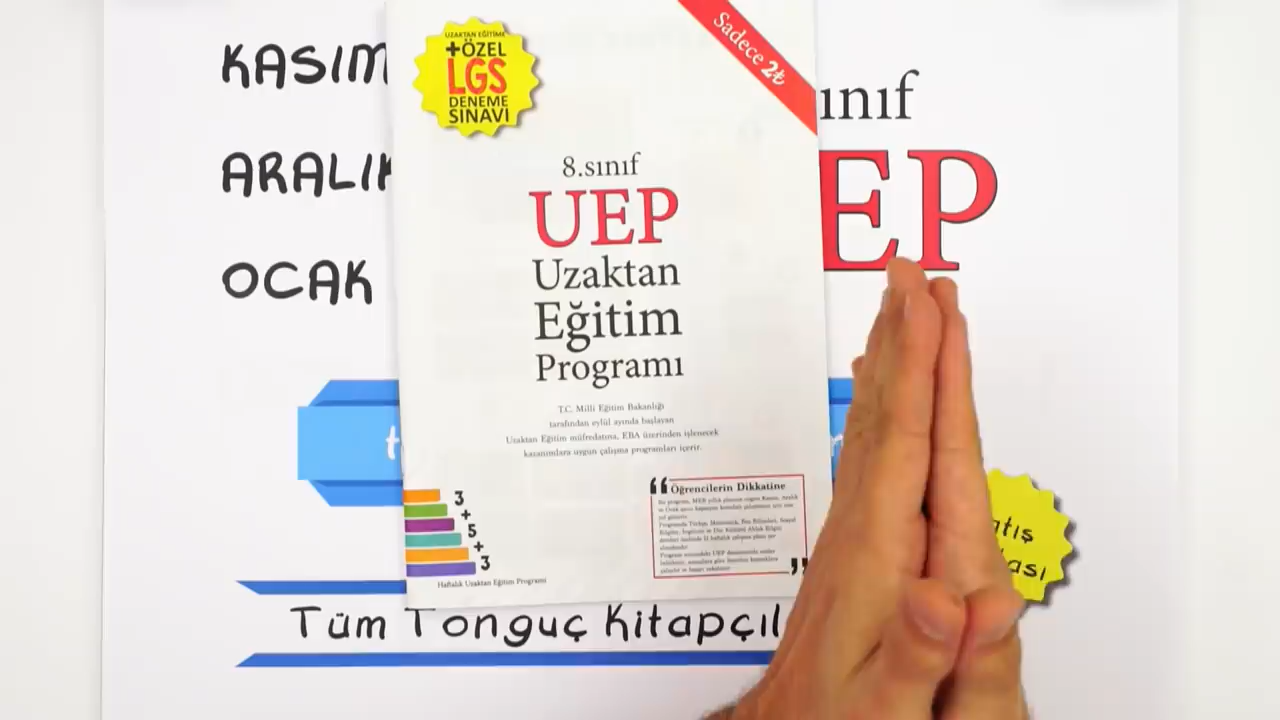 KASIM
ARALIK
OCAK
UZAKTAN EĞİTİME
+ÖZEL
LGS
DENEME
SINAVI
Sadece 2₺
8.sınıf
UEP
Uzaktan
Eğitim
Programı
T.C. Milli Eğitim Bakanlığı
tarafından eylül ayında başlayan
Uzaktan Eğitim müfredatına, EBA üzerinden işlenecek
kazanımlara uygun çalışma programları içerir.
3
+
5
+
3
Haftalık Uzaktan Eğitim Programı
“ Öğrencilerin Dikkatine
”
ınıf
EP
Tüm Tonguç Kitapçıl